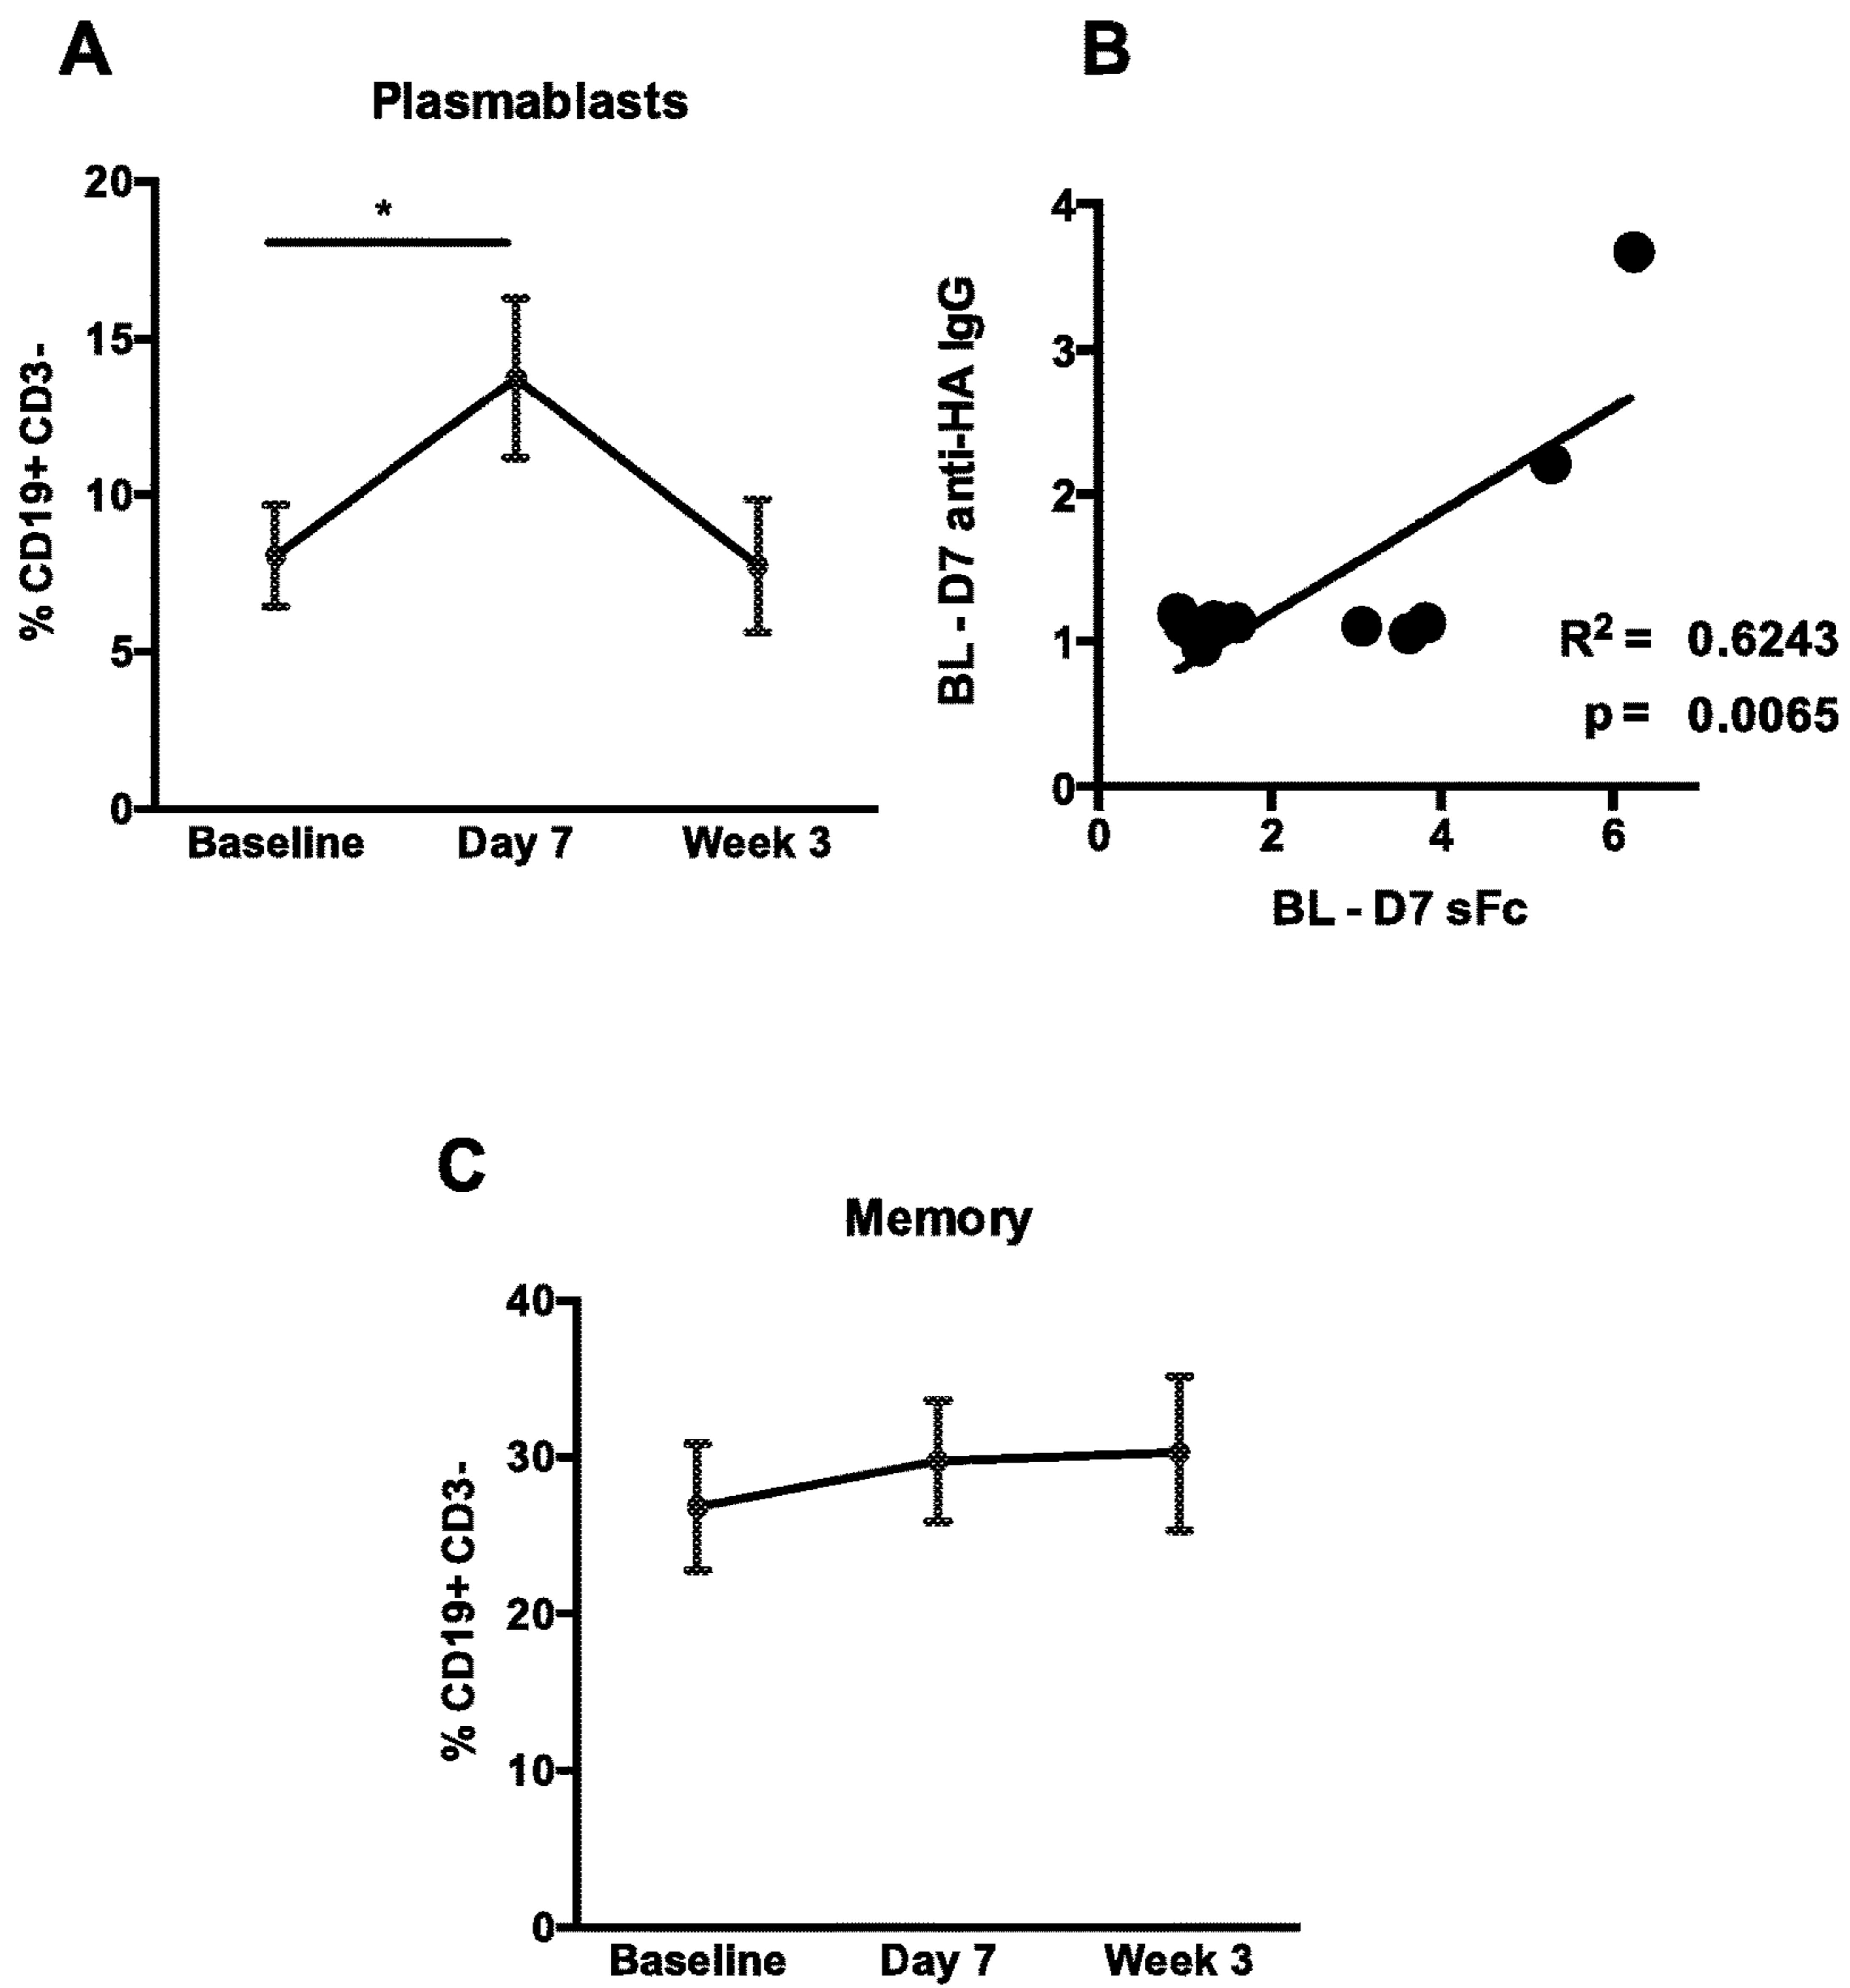 A
Plasmablasts
20
15
10
5
0
% CD19+ CD3-
*
Baseline Day 7 Week 3
B
4
3
2
1
0
BL - D7 anti-HA IgG
R² = 0.6243
p = 0.0065
0 2 4 6
BL - D7 sFc
C
Memory
40
30
20
10
0
% CD19+ CD3-
Baseline Day 7 Week 3